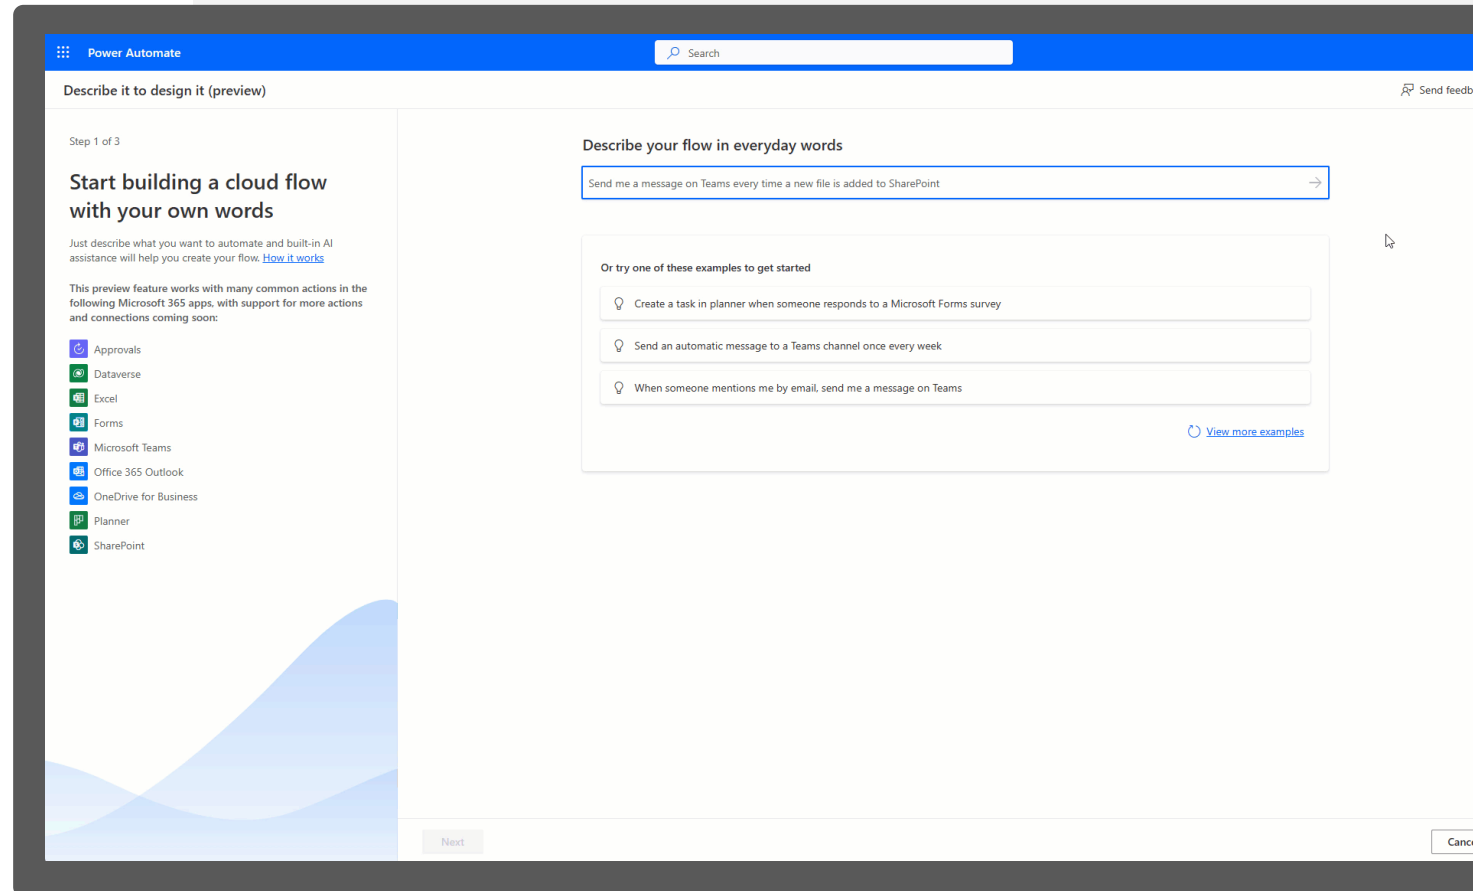 Power Automate
Search
Describe it to design it (preview)
Send feedb
Step 1 of 3
Start building a cloud flow
with your own words
Just describe what you want to automate and built-in AI
assistance will help you create your flow. How it works
This preview feature works with many common actions in the
following Microsoft 365 apps, with support for more actions
and connections coming soon:
Approvals
Dataverse
Excel
Forms
Microsoft Teams
Office 365 Outlook
OneDrive for Business
Planner
SharePoint
Describe your flow in everyday words
Send me a message on Teams every time a new file is added to SharePoint
Or try one of these examples to get started
Create a task in planner when someone responds to a Microsoft Forms survey
Send an automatic message to a Teams channel once every week
When someone mentions me by email, send me a message on Teams
View more examples
Next
Cance